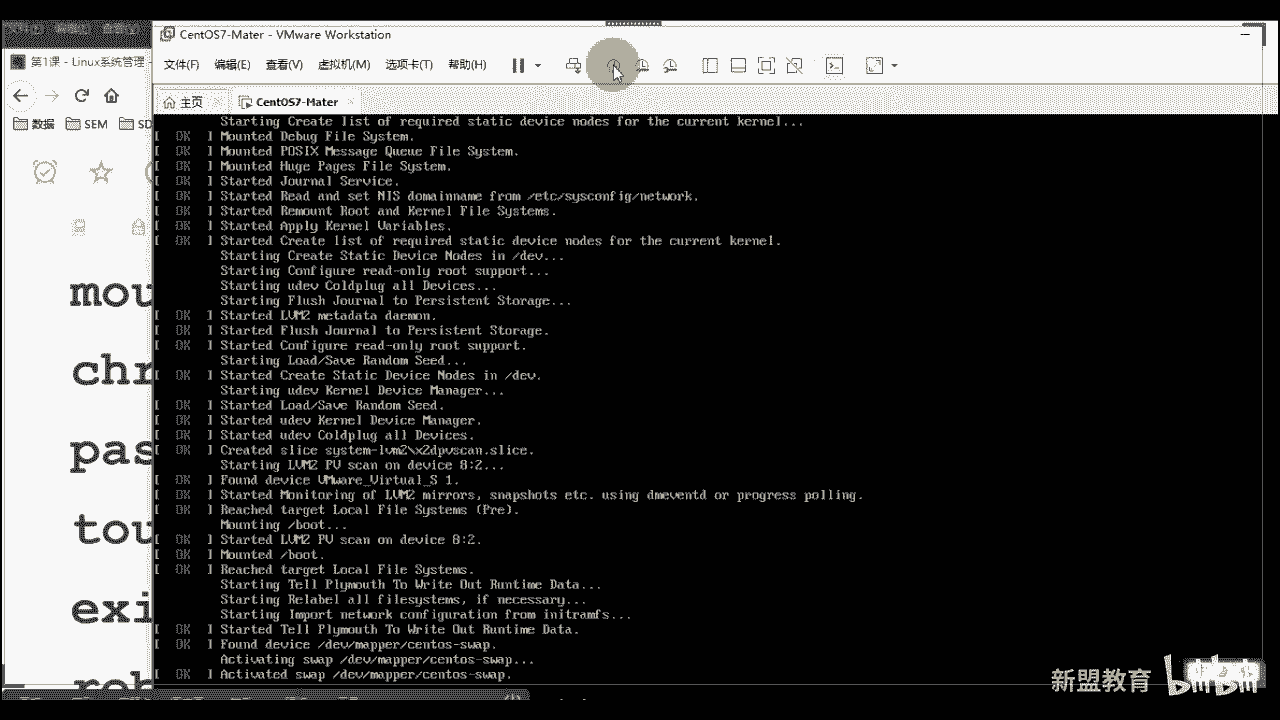 CentOS7-Mater - VMware Workstation
文件(F) 编辑(E) 查看(V) 虚拟机(M) 选项卡(T) 帮助(H)
第1课 - Linux系统管理
主页 CentOS7-Mater
数据 SEM SD
Starting Create list of required static device nodes for the current kernel...
[ OK ] Mounted Debug File System.
[ OK ] Mounted POSIX Message Queue File System.
[ OK ] Mounted Huge Pages File System.
[ OK ] Started Journal Service.
[ OK ] Started Read and set NIS domainname from /etc/sysconfig/network.
[ OK ] Started Remount Root and Kernel File Systems.
[ OK ] Started Apply Kernel Variables.
[ OK ] Started Create list of required static device nodes for the current kernel.
Starting Create Static Device Nodes in /dev...
Starting Configure read-only root support...
Starting udev Coldplug all Devices...
Starting Flush Journal to Persistent Storage...
[ OK ] Started LVM2 metadata daemon.
[ OK ] Started Flush Journal to Persistent Storage.
[ OK ] Started Configure read-only root support.
Starting Load/Save Random Seed...
[ OK ] Started Create Static Device Nodes in /dev.
Starting udev Kernel Device Manager...
[ OK ] Started Load/Save Random Seed.
[ OK ] Started udev Kernel Device Manager.
[ OK ] Started udev Coldplug all Devices.
[ OK ] Created slice system-lvm2\x2dpvscan.slice.
Starting LVM2 PV scan on device 8:2...
[ OK ] Found device VMware_Virtual_S 1.
[ OK ] Started Monitoring of LVM2 mirrors, snapshots etc. using dmeventd or progress polling.
[ OK ] Reached target Local File Systems (Pre).
Mounting /boot...
[ OK ] Started LVM2 PV scan on device 8:2.
[ OK ] Mounted /boot.
[ OK ] Reached target Local File Systems.
Starting Tell Plymouth To Write Out Runtime Data...
Starting Relabel all filesystems, if necessary...
Starting Import network configuration from initramfs...
[ OK ] Started Tell Plymouth To Write Out Runtime Data.
[ OK ] Found device /dev/mapper/centos-swap.
Activating swap /dev/mapper/centos-swap...
[ OK ] Activated swap /dev/mapper/centos-swap.
mou
chr
pas
tou
exi
reb
新盟教育 bilibili